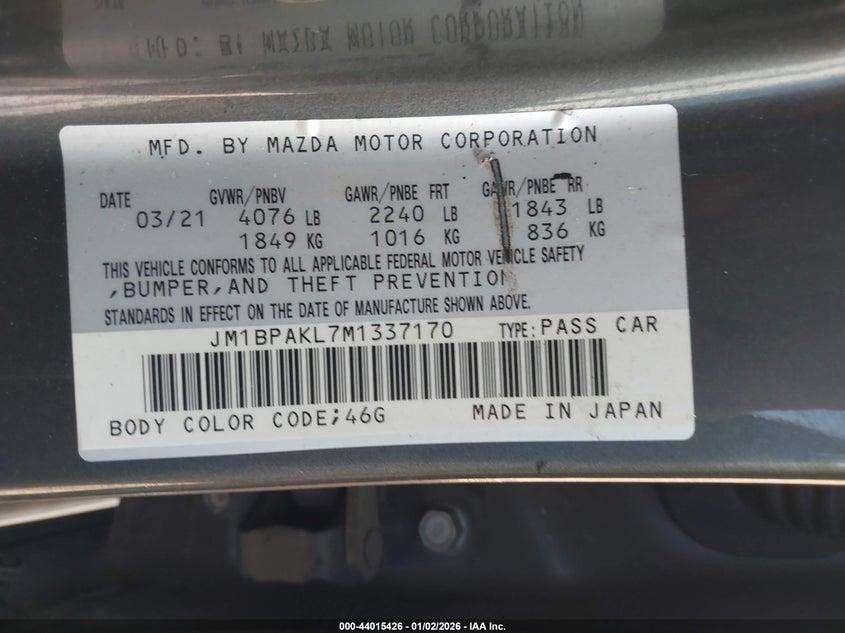 MFD. BY MAZDA MOTOR CORPORATION
DATE GVWR/PNBV GAWR/PNBE FRT GAWR/PNBE RR
03/21 4076 LB 2240 LB 1843 LB
1849 KG 1016 KG 836 KG
THIS VEHICLE CONFORMS TO ALL APPLICABLE FEDERAL MOTOR VEHICLE SAFETY
,BUMPER,AND THEFT PREVENTION
STANDARDS IN EFFECT ON THE DATE OF MANUFACTURE SHOWN ABOVE.
JM1BPAKL7M1337170 TYPE:PASS CAR
BODY COLOR CODE;46G MADE IN JAPAN
000-44015426 - 01/02/2026 - IAA Inc.